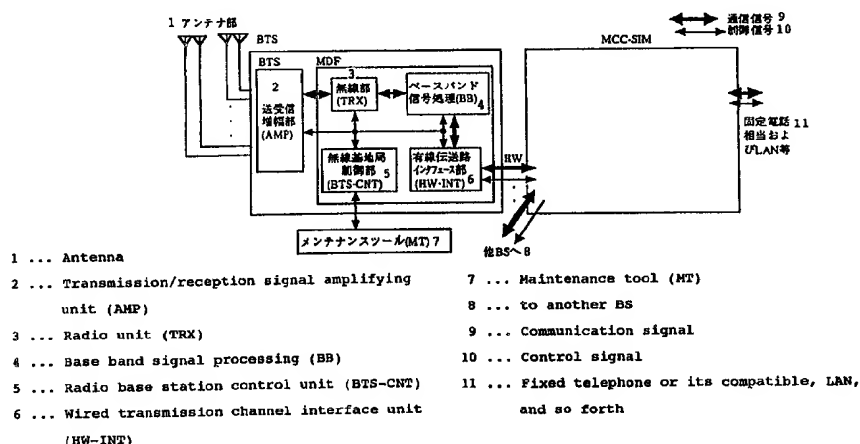 1 アンテナ部
BTS
BTS
2
送受信
増幅部
(AMP)
MDF
3
無線部
(TRX)
ベースバンド
信号処理(BB) 4
無線基地局
制御部
(BTS-CNT) 5
有線伝送路
インタフェース部
(HW-INT) 6
メンテナンスツール(MT) 7
HW
他BSへ 8
MCC-SIM
通信信号 9
制御信号 10
固定電話 11
相当およ
びLAN等
1 ... Antenna
2 ... Transmission/reception signal amplifying
unit (AMP)
3 ... Radio unit (TRX)
4 ... Base band signal processing (BB)
5 ... Radio base station control unit (BTS-CNT)
6 ... Wired transmission channel interface unit
(HW-INT)
7 ... Maintenance tool (MT)
8 ... to another BS
9 ... Communication signal
10 ... Control signal
11 ... Fixed telephone or its compatible, LAN,
and so forth